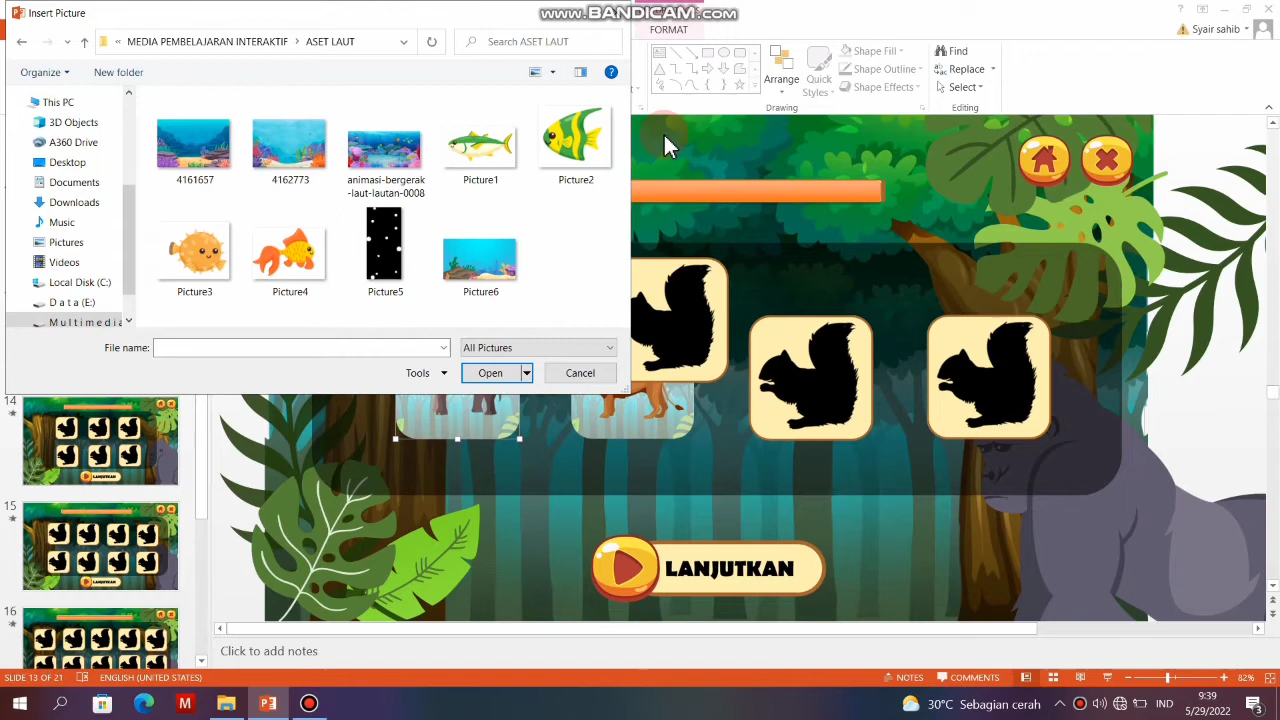 Insert Picture
www.BANDICAM.com
FORMAT
MEDIA PEMBELAJARAN INTERAKTIF
ASET LAUT
Search ASET LAUT
Syair sahib
Organize
New folder
Shape Fill
Shape Outline
Shape Effects
Arrange
Quick
Styles
Find
Replace
Select
Drawing
Editing
This PC
3D Objects
A360 Drive
Desktop
Documents
Downloads
Music
Pictures
Videos
Local Disk (C:)
D a t a (E:)
M u l t i m e d i a
4161657
4162773
animasi-bergerak
-laut-lautan-0008
Picture1
Picture2
Picture3
Picture4
Picture5
Picture6
File name:
All Pictures
Tools
Open
Cancel
14
LANJUTKAN
15
LANJUTKAN
16
LANJUTKAN
Click to add notes
SLIDE 13 OF 21
ENGLISH (UNITED STATES)
NOTES
COMMENTS
82%
30°C Sebagian cerah
IND
9:39
5/29/2022
3